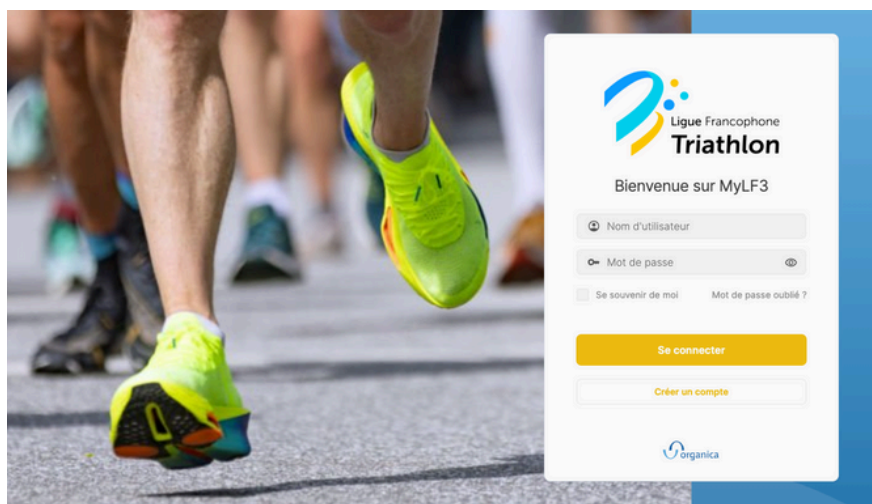 Ligue Francophone
Triathlon
Bienvenue sur MyLF3
Nom d'utilisateur
Mot de passe
Se souvenir de moi
Mot de passe oublié ?
Se connecter
Créer un compte
organica